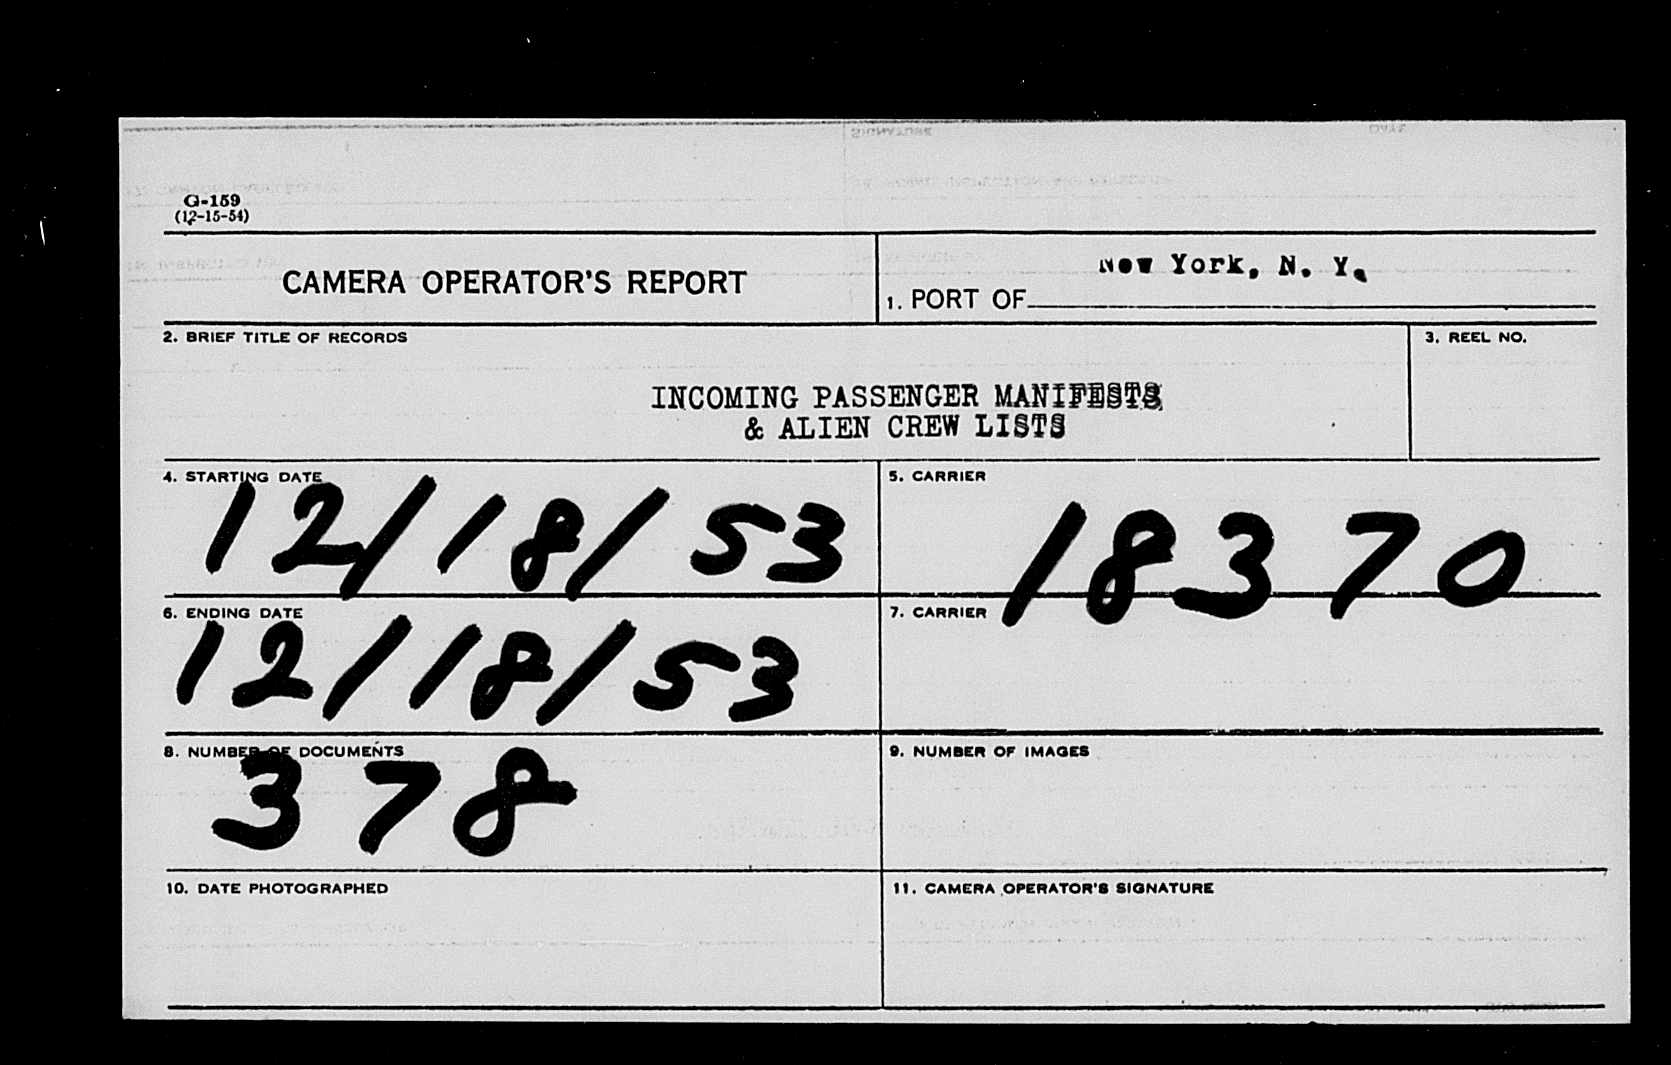 G-159
(12-15-54)
CAMERA OPERATOR'S REPORT
New York, N. Y.
1. PORT OF
2. BRIEF TITLE OF RECORDS
3. REEL NO.
INCOMING PASSENGER MANIFESTS
& ALIEN CREW LISTS
4. STARTING DATE
12/18/53
5. CARRIER
18370
6. ENDING DATE
12/18/53
7. CARRIER
8. NUMBER OF DOCUMENTS
378
9. NUMBER OF IMAGES
10. DATE PHOTOGRAPHED
11. CAMERA OPERATOR'S SIGNATURE